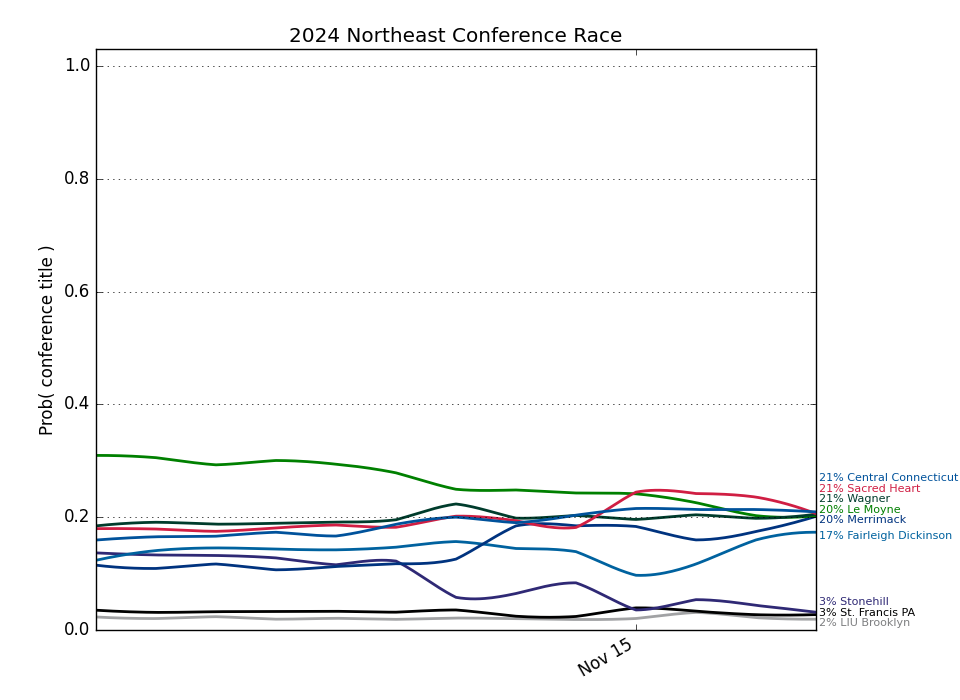 2024 Northeast Conference Race
Prob( conference title )
1.0
0.8
0.6
0.4
0.2
0.0
Nov 15
21% Central Connecticut
21% Sacred Heart
21% Wagner
20% Le Moyne
20% Merrimack
17% Fairleigh Dickinson
3% Stonehill
3% St. Francis PA
2% LIU Brooklyn